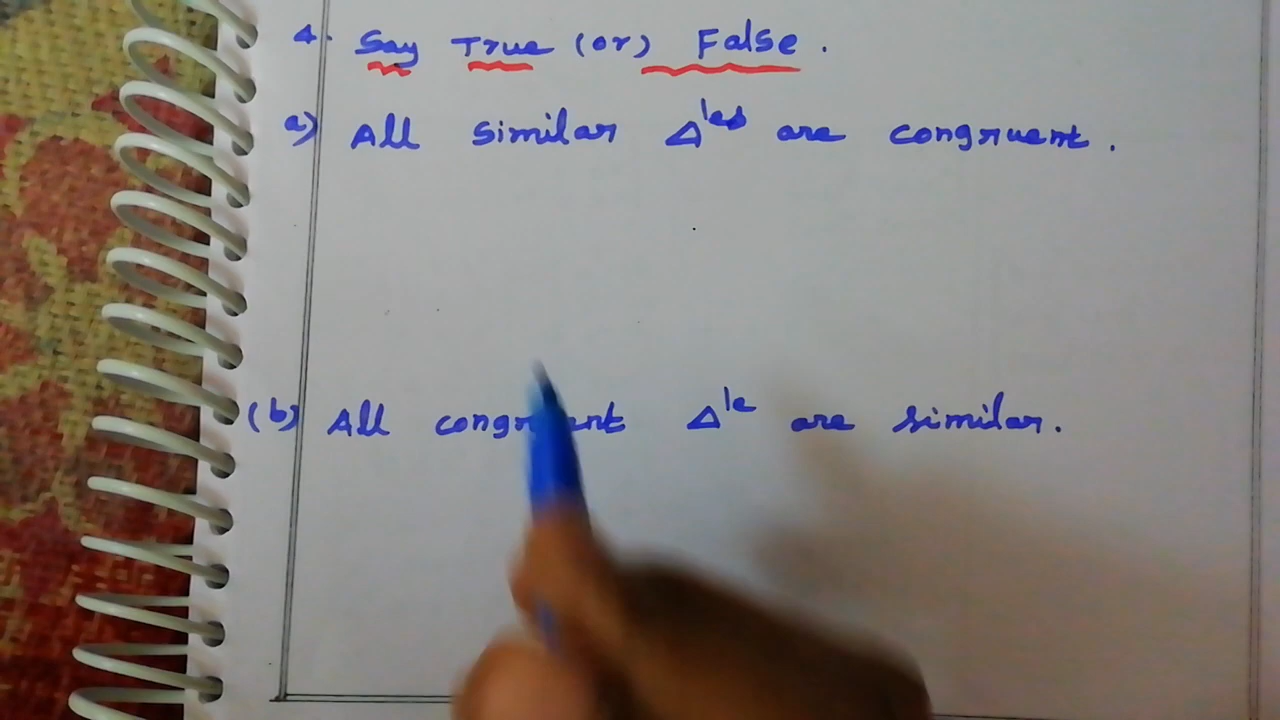 4. Say True (or) False.
a) All similar Δles are congruent.
(b) All congruent Δle are similar.